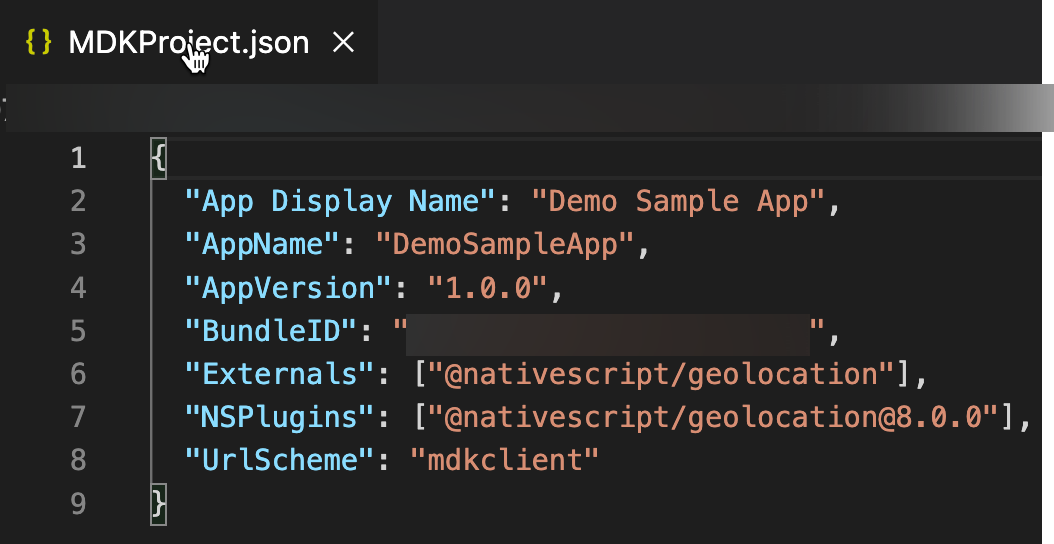 { } MDKProject.json ×
1 {
2 "App Display Name": "Demo Sample App",
3 "AppName": "DemoSampleApp",
4 "AppVersion": "1.0.0",
5 "BundleID": "",
6 "Externals": ["@nativescript/geolocation"],
7 "NSPlugins": ["@nativescript/geolocation@8.0.0"],
8 "UrlScheme": "mdkclient"
9 }